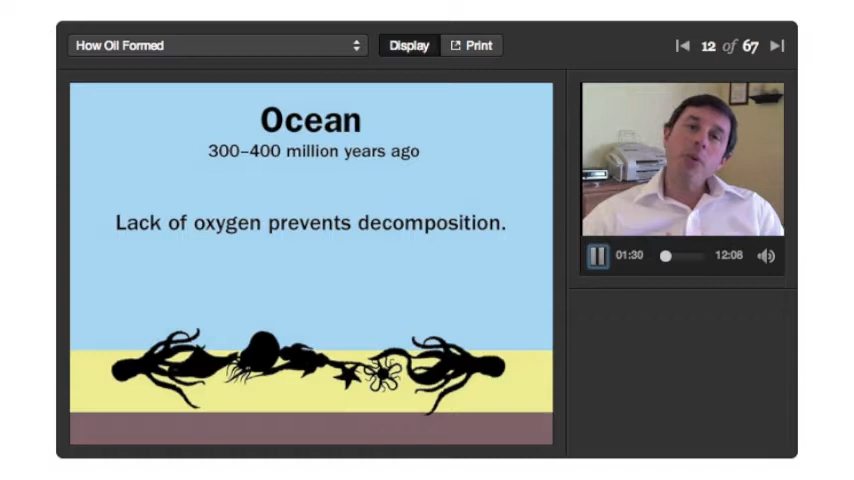 How Oil Formed
Display
Print
12 of 67
Ocean
300–400 million years ago
Lack of oxygen prevents decomposition.
01:30
12:06